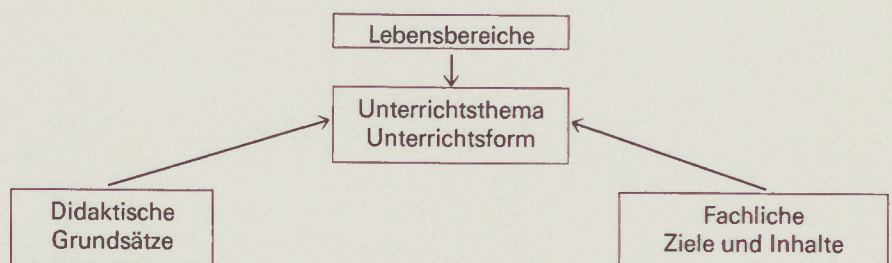 Lebensbereiche
Unterrichtsthema
Unterrichtsform
Didaktische
Grundsätze
Fachliche
Ziele und Inhalte